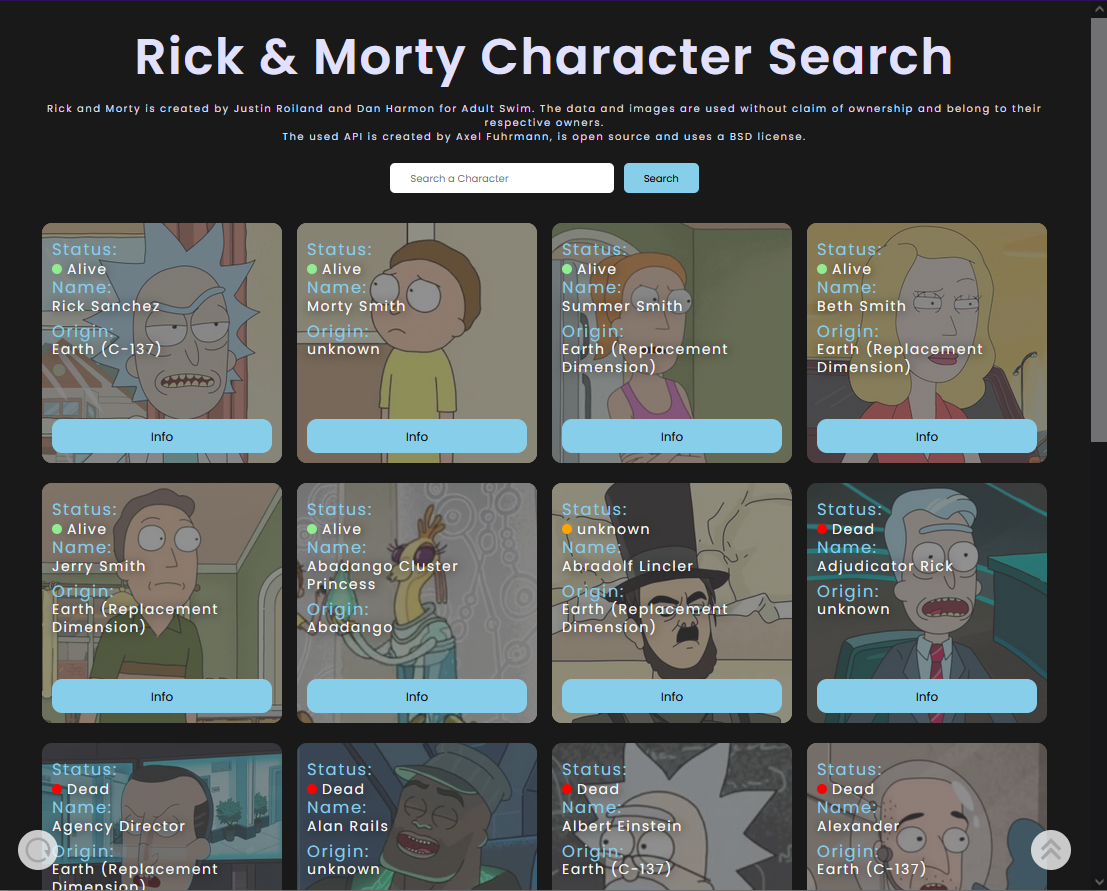 Rick & Morty Character Search
Rick and Morty is created by Justin Roiland and Dan Harmon for Adult Swim. The data and images are used without claim of ownership and belong to their
respective owners.
The used API is created by Axel Fuhrmann, is open source and uses a BSD license.
Search a Character
Search
Status:
Alive
Name:
Rick Sanchez
Origin:
Earth (C-137)
Info
Status:
Alive
Name:
Morty Smith
Origin:
unknown
Info
Status:
Alive
Name:
Summer Smith
Origin:
Earth (Replacement
Dimension)
Info
Status:
Alive
Name:
Beth Smith
Origin:
Earth (Replacement
Dimension)
Info
Status:
Alive
Name:
Jerry Smith
Origin:
Earth (Replacement
Dimension)
Info
Status:
Alive
Name:
Abadango Cluster
Princess
Origin:
Abadango
Info
Status:
unknown
Name:
Abradolf Lincler
Origin:
Earth (Replacement
Dimension)
Info
Status:
Dead
Name:
Adjudicator Rick
Origin:
unknown
Info
Status:
Dead
Name:
Agency Director
Origin:
Earth (Replacement
Dimension)
Status:
Dead
Name:
Alan Rails
Origin:
unknown
Status:
Dead
Name:
Albert Einstein
Origin:
Earth (C-137)
Status:
Dead
Name:
Alexander
Origin:
Earth (C-137)